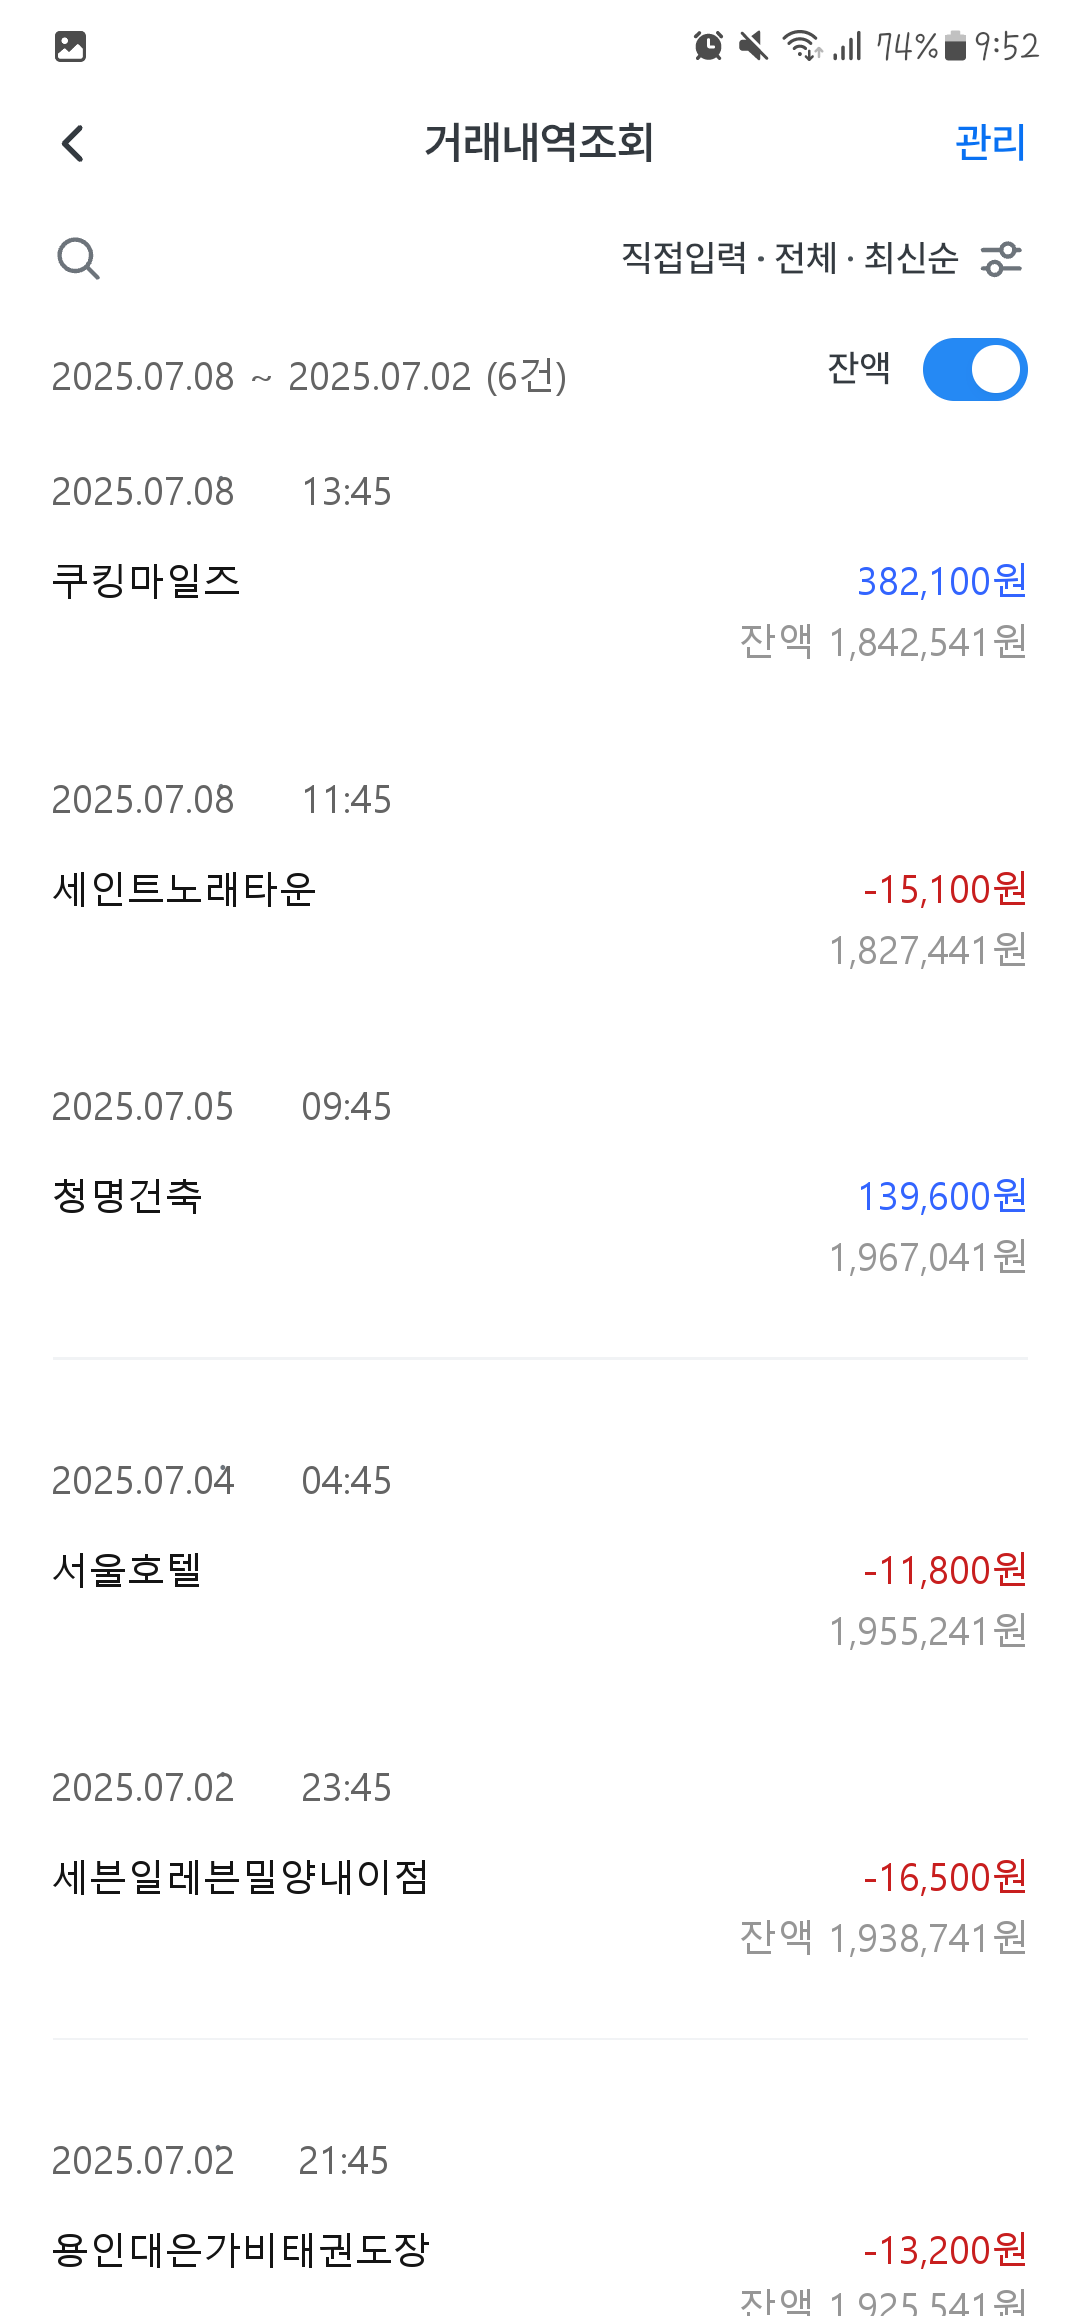 74% 9:52
거래내역조회 관리
직접입력 · 전체 · 최신순
2025.07.08 ~ 2025.07.02 (6건) 잔액
2025.07.08 13:45
쿠킹마일즈 382,100원
잔액 1,842,541원
2025.07.08 11:45
세인트노래타운 -15,100원
1,827,441원
2025.07.05 09:45
청명건축 139,600원
1,967,041원
2025.07.04 04:45
서울호텔 -11,800원
1,955,241원
2025.07.02 23:45
세븐일레븐밀양내이점 -16,500원
잔액 1,938,741원
2025.07.02 21:45
용인대은가비태권도장 -13,200원
잔액 1,925,541원